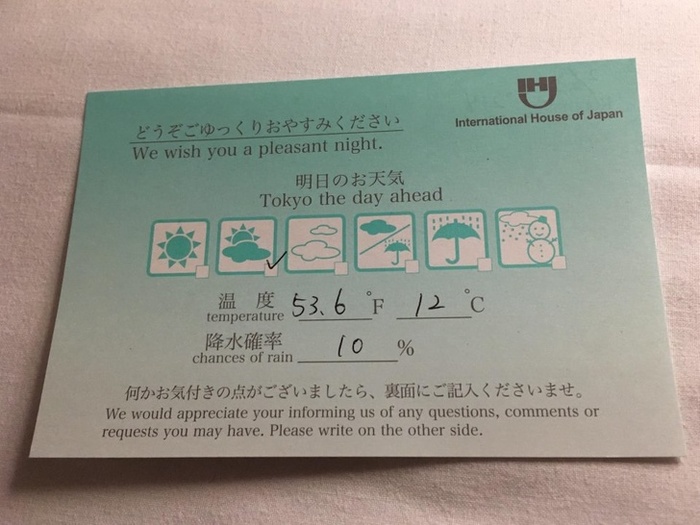 IHJ
International House of Japan
どうぞごゆっくりおやすみください
We wish you a pleasant night.
明日のお天気
Tokyo the day ahead
温 度
temperature 53.6 °F 12 °C
降水確率
chances of rain 10 %
何かお気付きの点がございましたら、裏面にご記入くださいませ。
We would appreciate your informing us of any questions, comments or
requests you may have. Please write on the other side.